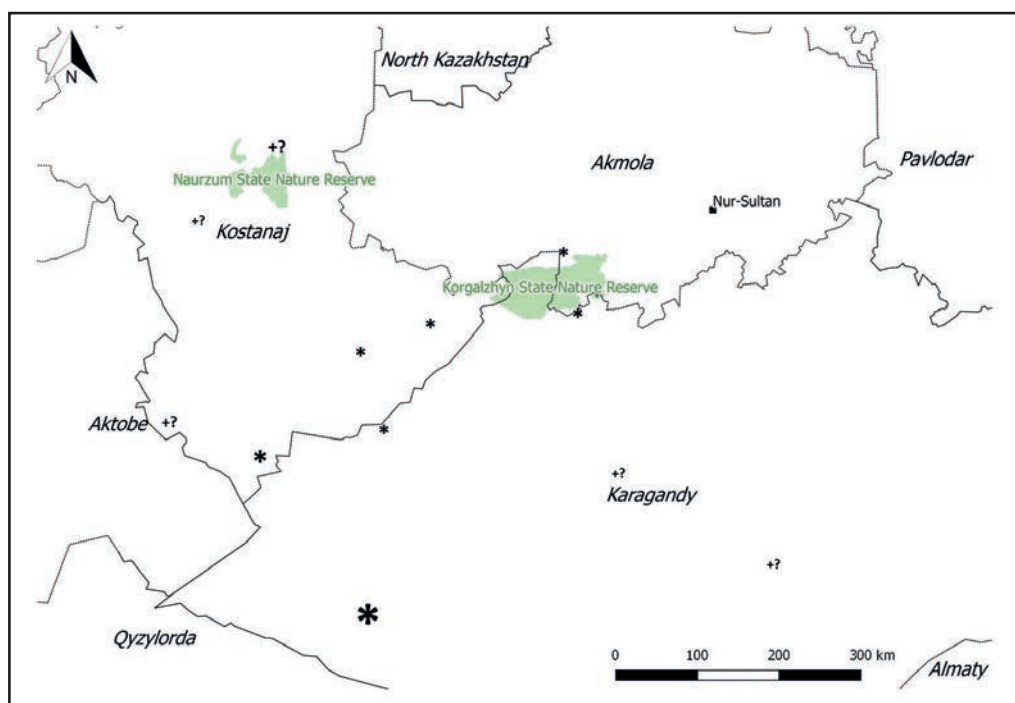 North Kazakhstan
N
+?
Akmola
Pavlodar
Naurzum State Nature Reserve
Nur-Sultan
+?
Kostanaj
*
Korgalzhyn State Nature Reserve
*
*
*
Aktobe
+?
*
*
+?
Karagandy
+?
*
Qyzylorda
0 100 200 300 km
Almaty